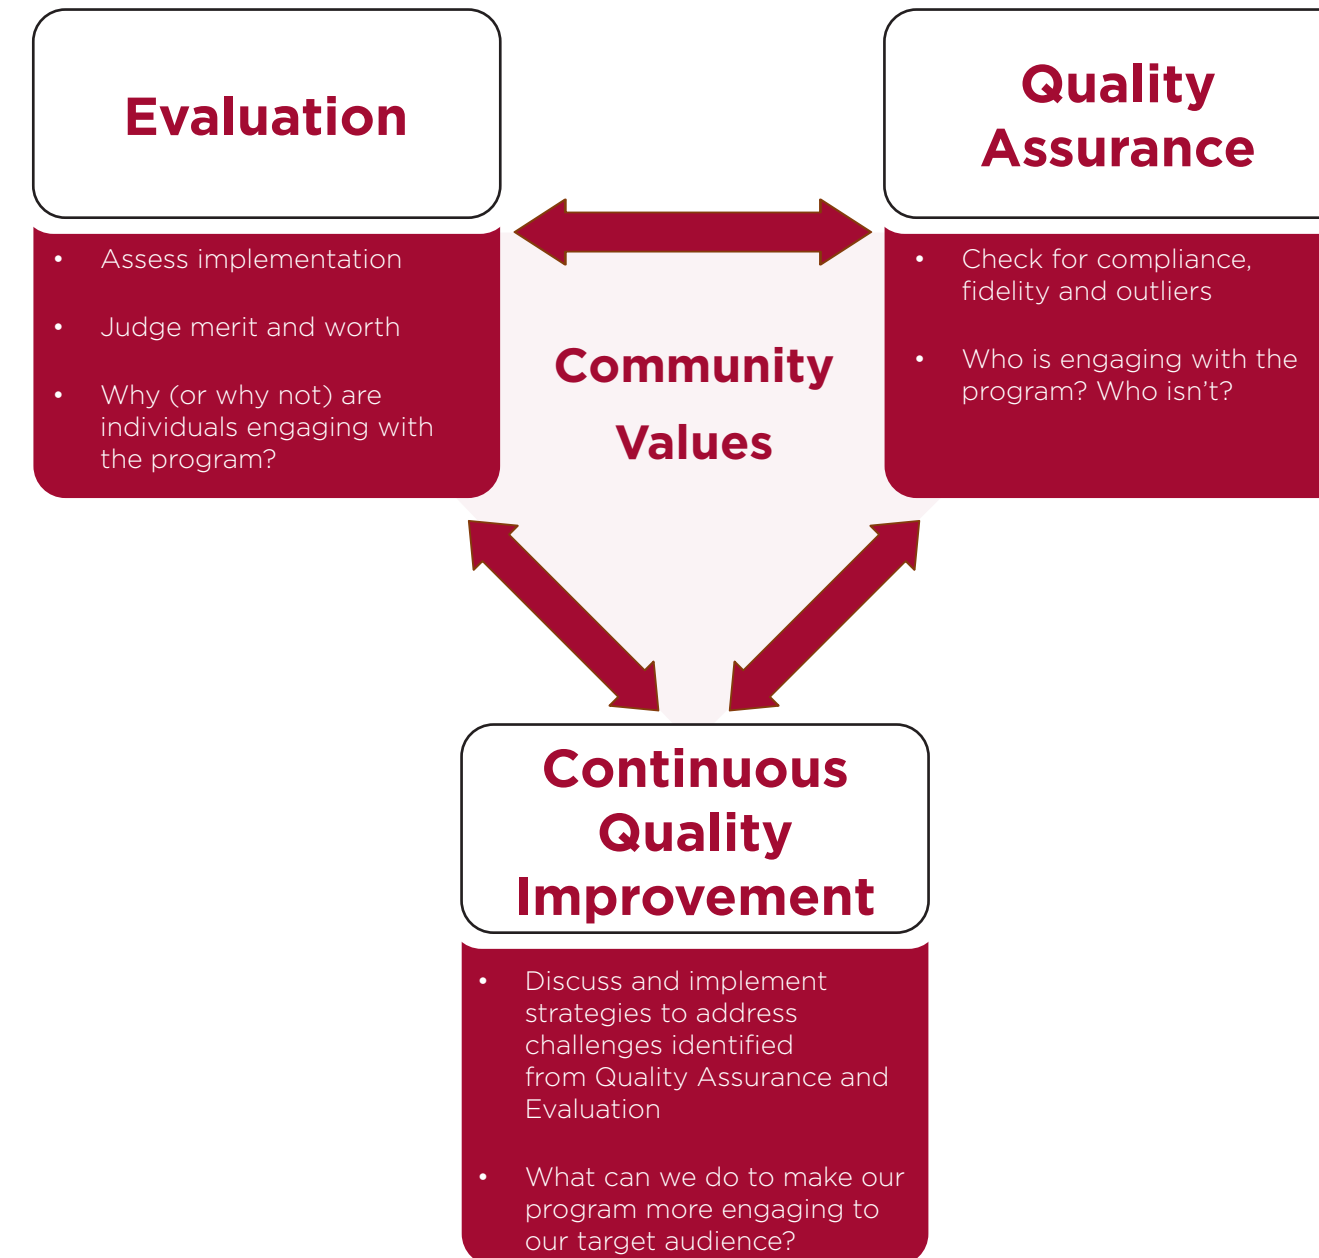 Evaluation
• Assess implementation
• Judge merit and worth
• Why (or why not) are
individuals engaging with
the program?
Quality
Assurance
• Check for compliance,
fidelity and outliers
• Who is engaging with the
program? Who isn’t?
Community
Values
Continuous
Quality
Improvement
• Discuss and implement
strategies to address
challenges identified
from Quality Assurance and
Evaluation
• What can we do to make our
program more engaging to
our target audience?